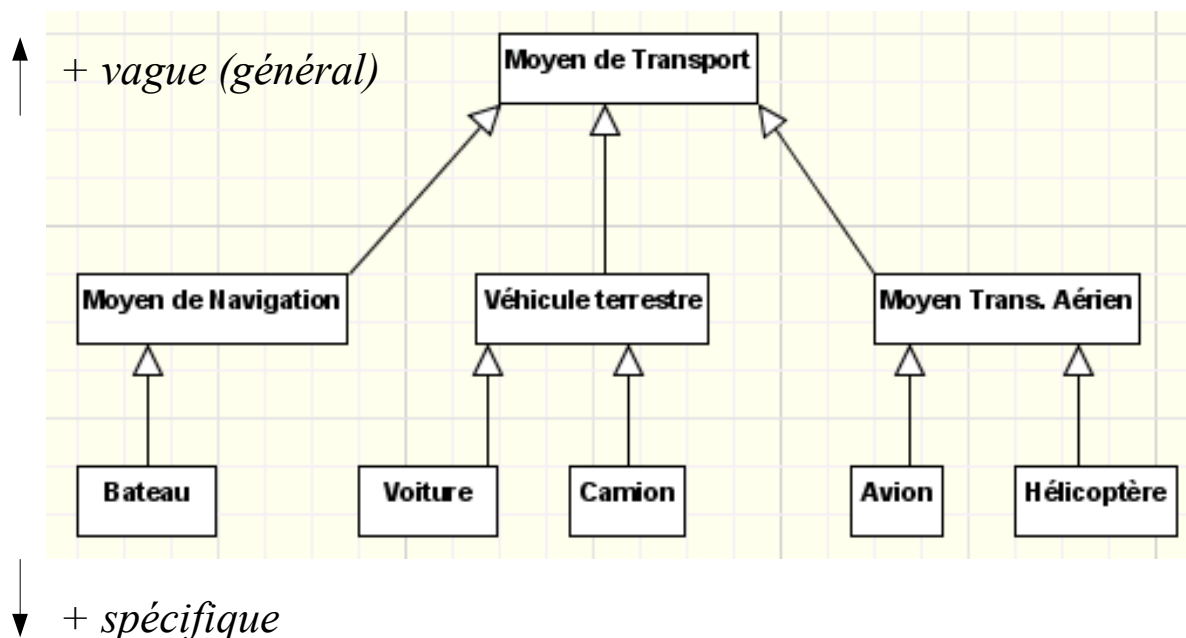 + vague (général)
Moyen de Transport
Moyen de Navigation
Véhicule terrestre
Moyen Trans. Aérien
Bateau
Voiture
Camion
Avion
Hélicoptère
+ spécifique